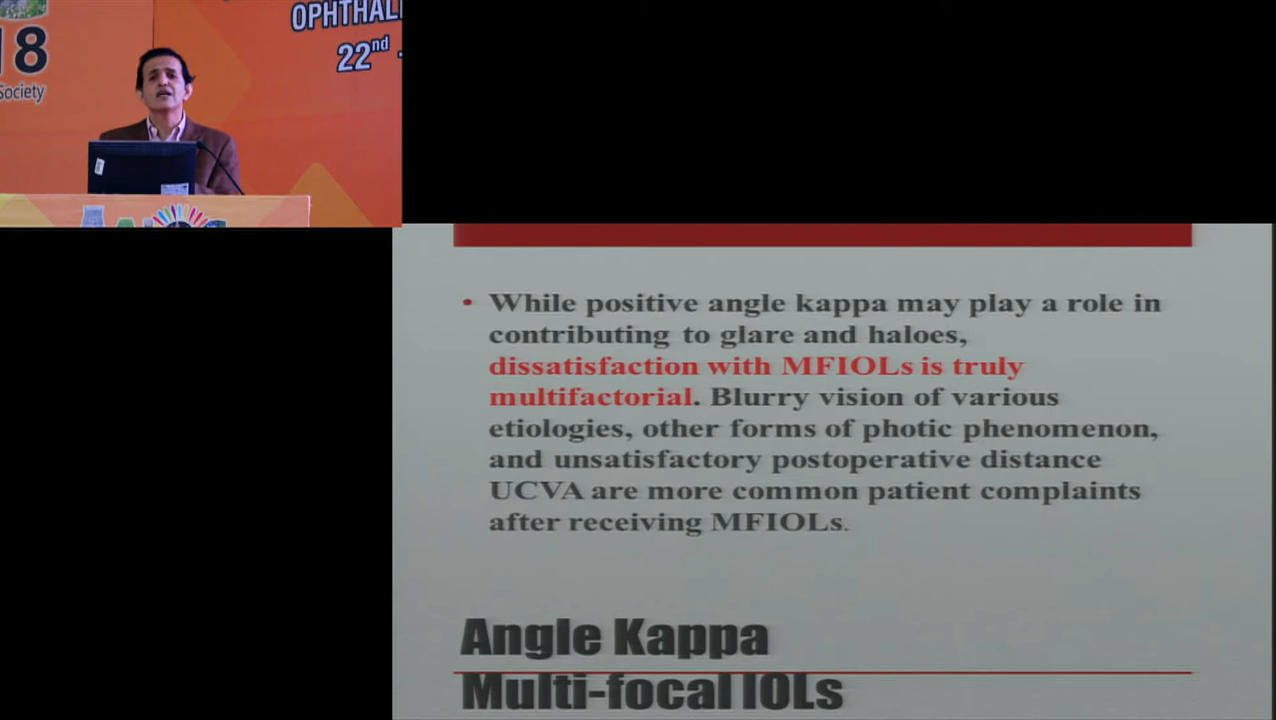 OPHTHAL
22nd
18
Society
• While positive angle kappa may play a role in
contributing to glare and haloes,
dissatisfaction with MFIOLs is truly
multifactorial. Blurry vision of various
etiologies, other forms of photic phenomenon,
and unsatisfactory postoperative distance
UCVA are more common patient complaints
after receiving MFIOLs.
Angle Kappa
Multi-focal IOLs